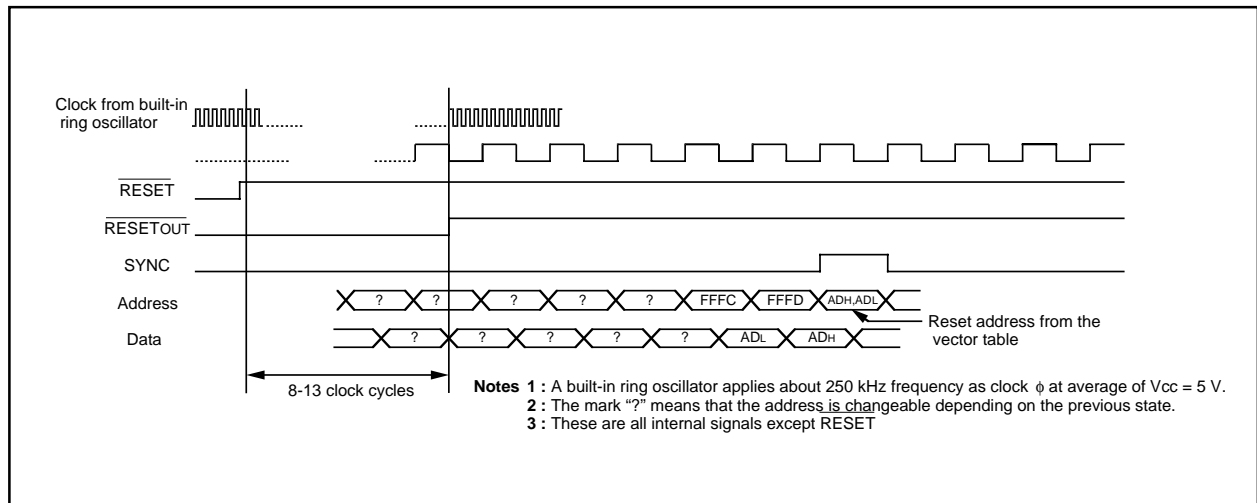 Clock from built-in
ring oscillator
RESET
RESETOUT
SYNC
Address
? ? ? ? ? FFFC FFFD ADH,ADL
Reset address from the
vector table
Data
? ? ? ? ? ADL ADH
8-13 clock cycles
Notes 1 : A built-in ring oscillator applies about 250 kHz frequency as clock ϕ at average of Vcc = 5 V.
2 : The mark “?” means that the address is changeable depending on the previous state.
3 : These are all internal signals except RESET